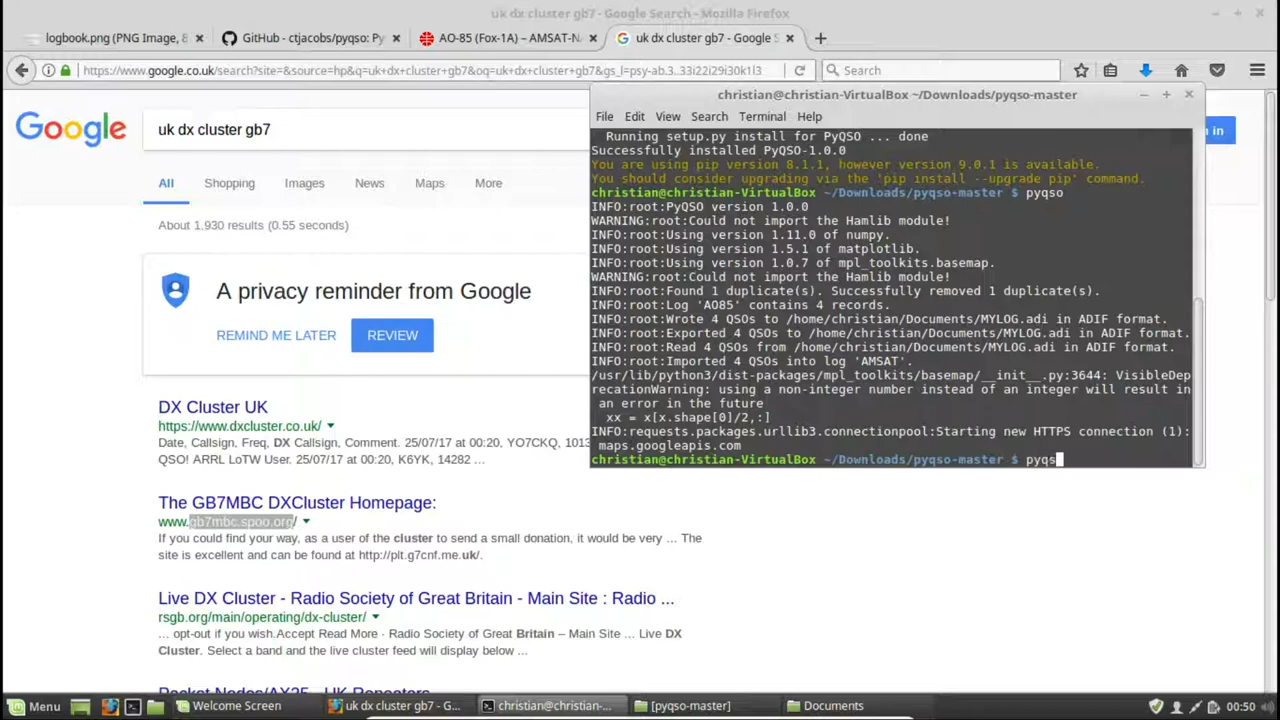 uk dx cluster gb7 - Google Search - Mozilla Firefox
logbook.png (PNG Image, 8
GitHub - ctjacobs/pyqso: Py
AO-85 (Fox-1A) – AMSAT-N
uk dx cluster gb7 - Google S
https://www.google.co.uk/search?site=&source=hp&q=uk+dx+cluster+gb7&oq=uk+dx+cluster+gb7&gs_l=psy-ab.3..33i22i29i30k1l3
Search
Google
uk dx cluster gb7
n in
All Shopping Images News Maps More
About 1,930 results (0.55 seconds)
A privacy reminder from Google
REMIND ME LATER
REVIEW
DX Cluster UK
https://www.dxcluster.co.uk/
Date, Callsign, Freq, DX Callsign, Comment. 25/07/17 at 00:20, YO7CKQ, 1013
QSO! ARRL LoTW User. 25/07/17 at 00:20, K6YK, 14282 ...
The GB7MBC DXCluster Homepage:
www.gb7mbc.spoo.org/
If you could find your way, as a user of the cluster to send a small donation, it would be very ... The
site is excellent and can be found at http://plt.g7cnf.me.uk/.
Live DX Cluster - Radio Society of Great Britain - Main Site : Radio ...
rsgb.org/main/operating/dx-cluster/
... opt-out if you wish.Accept Read More · Radio Society of Great Britain – Main Site ... Live DX
Cluster. Select a band and the live cluster feed will display below ...
Packet Nodes/AX25 - UK Repeaters
christian@christian-VirtualBox ~/Downloads/pyqso-master
File Edit View Search Terminal Help
Running setup.py install for PyQSO ... done
Successfully installed PyQSO-1.0.0
You are using pip version 8.1.1, however version 9.0.1 is available.
You should consider upgrading via the 'pip install --upgrade pip' command.
christian@christian-VirtualBox ~/Downloads/pyqso-master $ pyqso
INFO:root:PyQSO version 1.0.0
WARNING:root:Could not import the Hamlib module!
INFO:root:Using version 1.11.0 of numpy.
INFO:root:Using version 1.5.1 of matplotlib.
INFO:root:Using version 1.0.7 of mpl_toolkits.basemap.
WARNING:root:Could not import the Hamlib module!
INFO:root:Found 1 duplicate(s). Successfully removed 1 duplicate(s).
INFO:root:Log 'AO85' contains 4 records.
INFO:root:Wrote 4 QSOs to /home/christian/Documents/MYLOG.adi in ADIF format.
INFO:root:Exported 4 QSOs to /home/christian/Documents/MYLOG.adi in ADIF format.
INFO:root:Read 4 QSOs from /home/christian/Documents/MYLOG.adi in ADIF format.
INFO:root:Imported 4 QSOs into log 'AMSAT'.
/usr/lib/python3/dist-packages/mpl_toolkits/basemap/__init__.py:3644: VisibleDep
recationWarning: using a non-integer number instead of an integer will result in
an error in the future
xx = x[x.shape[0]/2,:]
INFO:requests.packages.urllib3.connectionpool:Starting new HTTPS connection (1):
maps.googleapis.com
christian@christian-VirtualBox ~/Downloads/pyqso-master $ pyqs
Menu
Welcome Screen
uk dx cluster gb7 - G...
christian@christian-...
[pyqso-master]
Documents
00:50